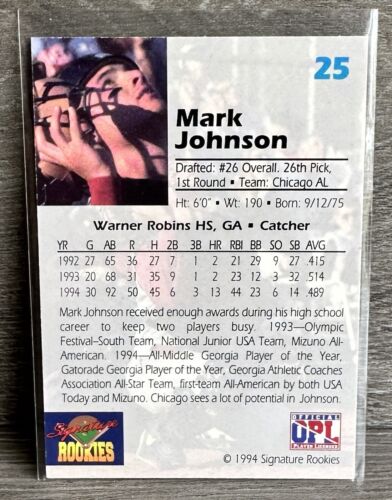 25
Mark
Johnson
Drafted: #26 Overall. 26th Pick,
1st Round ▪ Team: Chicago AL
Ht: 6'0" ▪ Wt: 190 ▪ Born: 9/12/75
Warner Robins HS, GA ▪ Catcher
YR G AB R H 2B 3B HR RBI BB SO SB AVG
1992 27 65 36 27 7 1 2 21 29 9 27 .415
1993 20 68 31 35 9 1 2 23 12 3 32 .514
1994 30 92 50 45 6 3 13 44 23 6 14 .489
Mark Johnson received enough awards during his high school
career to keep two players busy. 1993—Olympic
Festival–South Team, National Junior USA Team, Mizuno All-
American. 1994—All-Middle Georgia Player of the Year,
Gatorade Georgia Player of the Year, Georgia Athletic Coaches
Association All-Star Team, first-team All-American by both USA
Today and Mizuno. Chicago sees a lot of potential in Johnson.
Signature
ROOKIES
OFFICIAL
UPL
© 1994 Signature Rookies